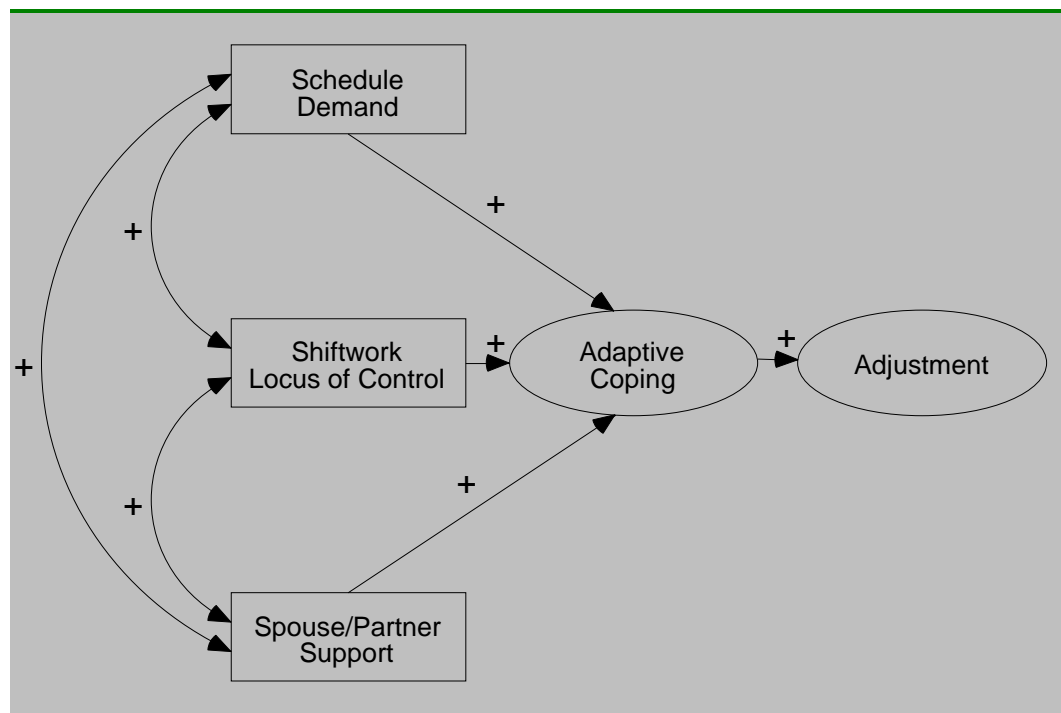 Schedule
Demand
+
+
Shiftwork
Locus of Control
+
Adaptive
Coping
+
Adjustment
+
+
+
Spouse/Partner
Support